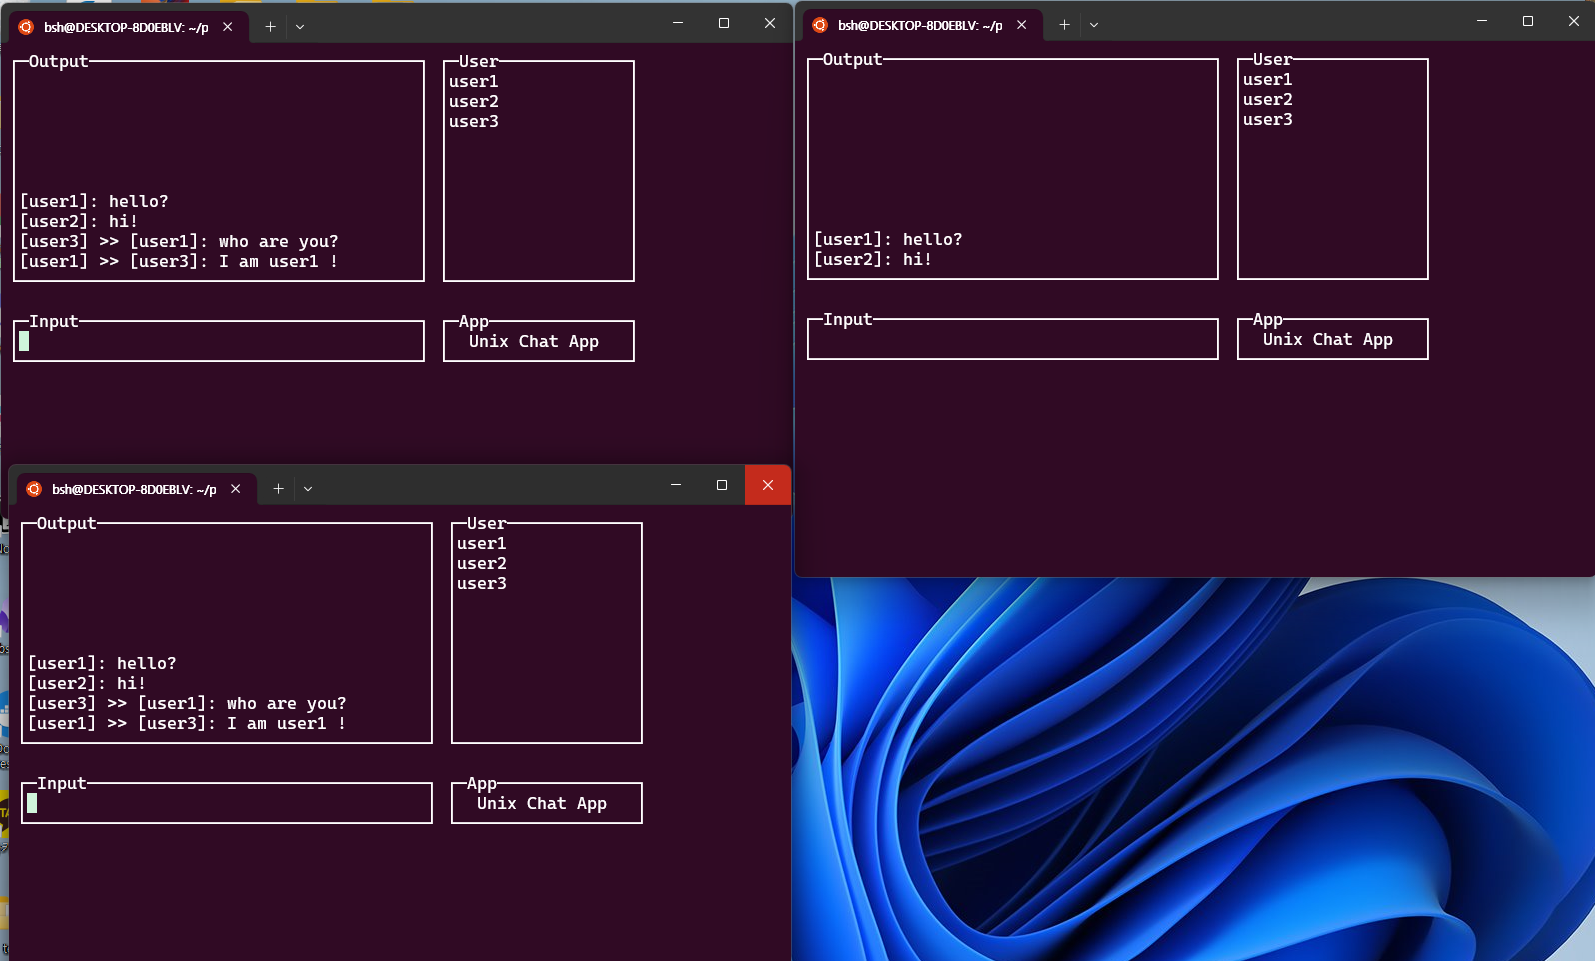 bsh@DESKTOP-8D0EBLV: ~/p
Output
User
user1
user2
user3
[user1]: hello?
[user2]: hi!
[user3] >> [user1]: who are you?
[user1] >> [user3]: I am user1 !
Input
App
Unix Chat App
bsh@DESKTOP-8D0EBLV: ~/p
Output
User
user1
user2
user3
[user1]: hello?
[user2]: hi!
Input
App
Unix Chat App
bsh@DESKTOP-8D0EBLV: ~/p
Output
User
user1
user2
user3
[user1]: hello?
[user2]: hi!
[user3] >> [user1]: who are you?
[user1] >> [user3]: I am user1 !
Input
App
Unix Chat App